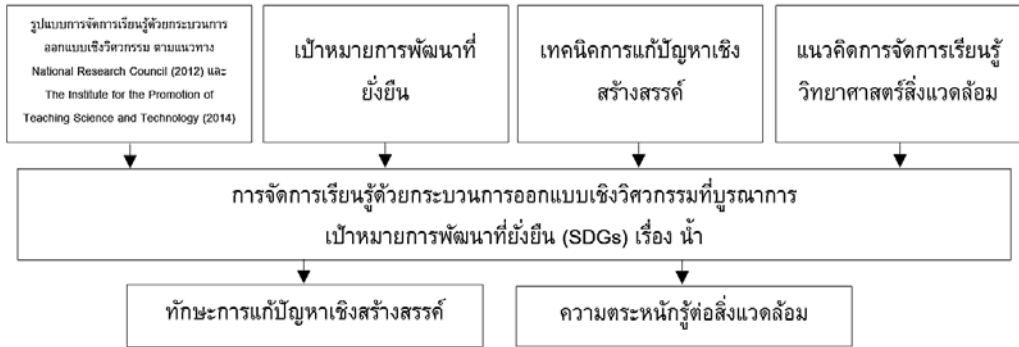 รูปแบบการจัดการเรียนรู้ด้วยกระบวนการ
ออกแบบเชิงวิศวกรรม ตามแนวทาง
National Research Council (2012) และ
The Institute for the Promotion of
Teaching Science and Technology (2014)
เป้าหมายการพัฒนาที่
ยั่งยืน
เทคนิคการแก้ปัญหาเชิง
สร้างสรรค์
แนวคิดการจัดการเรียนรู้
วิทยาศาสตร์สิ่งแวดล้อม
การจัดการเรียนรู้ด้วยกระบวนการออกแบบเชิงวิศวกรรมที่บูรณาการ
เป้าหมายการพัฒนาที่ยั่งยืน (SDGs) เรื่อง น้ำ
ทักษะการแก้ปัญหาเชิงสร้างสรรค์
ความตระหนักรู้ต่อสิ่งแวดล้อม